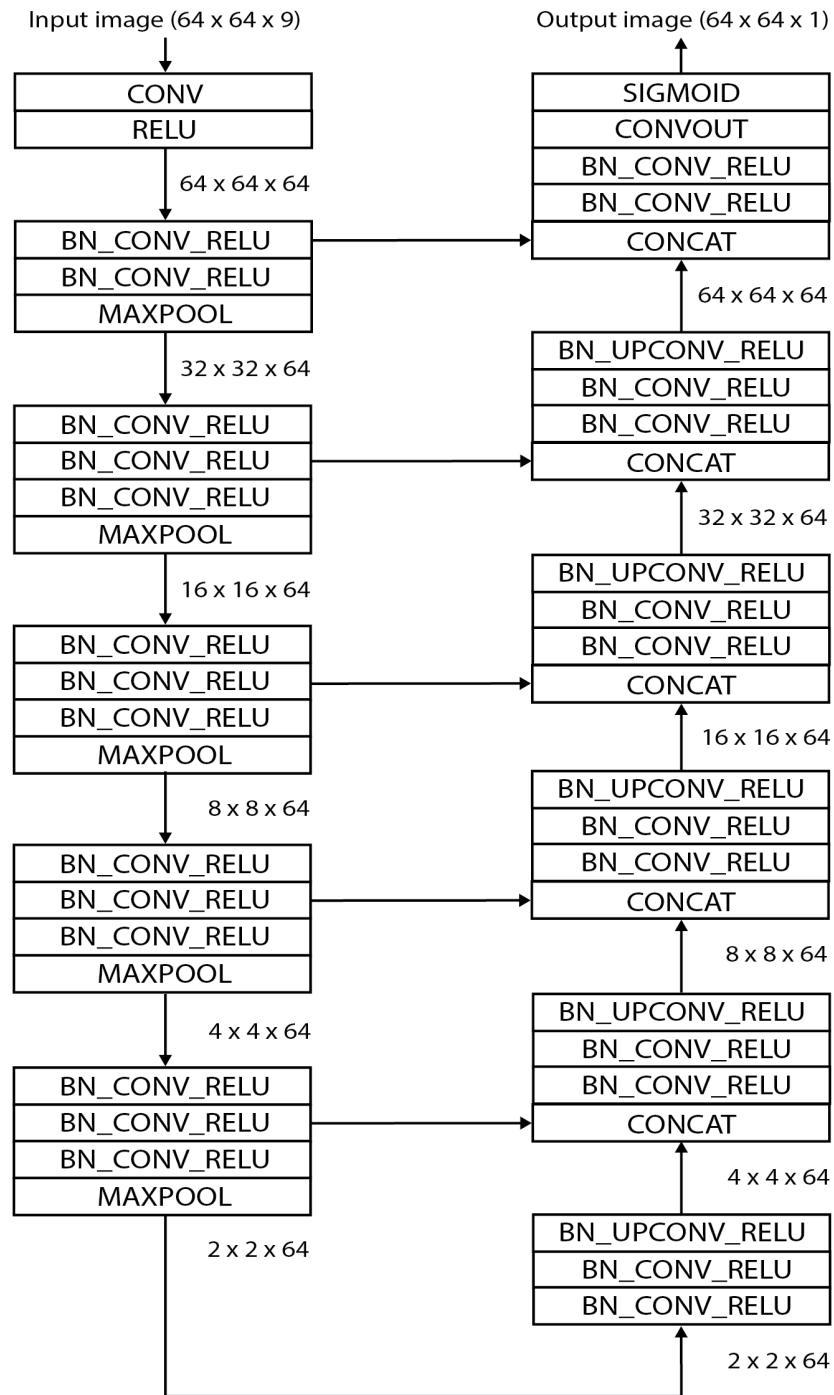 Input image (64 x 64 x 9)
CONV
RELU
64 x 64 x 64
BN_CONV_RELU
BN_CONV_RELU
MAXPOOL
32 x 32 x 64
BN_CONV_RELU
BN_CONV_RELU
BN_CONV_RELU
MAXPOOL
16 x 16 x 64
BN_CONV_RELU
BN_CONV_RELU
BN_CONV_RELU
MAXPOOL
8 x 8 x 64
BN_CONV_RELU
BN_CONV_RELU
BN_CONV_RELU
MAXPOOL
4 x 4 x 64
BN_CONV_RELU
BN_CONV_RELU
BN_CONV_RELU
MAXPOOL
2 x 2 x 64
Output image (64 x 64 x 1)
SIGMOID
CONVOUT
BN_CONV_RELU
BN_CONV_RELU
CONCAT
64 x 64 x 64
BN_UPCONV_RELU
BN_CONV_RELU
BN_CONV_RELU
CONCAT
32 x 32 x 64
BN_UPCONV_RELU
BN_CONV_RELU
BN_CONV_RELU
CONCAT
16 x 16 x 64
BN_UPCONV_RELU
BN_CONV_RELU
BN_CONV_RELU
CONCAT
8 x 8 x 64
BN_UPCONV_RELU
BN_CONV_RELU
BN_CONV_RELU
CONCAT
4 x 4 x 64
BN_UPCONV_RELU
BN_CONV_RELU
BN_CONV_RELU
2 x 2 x 64